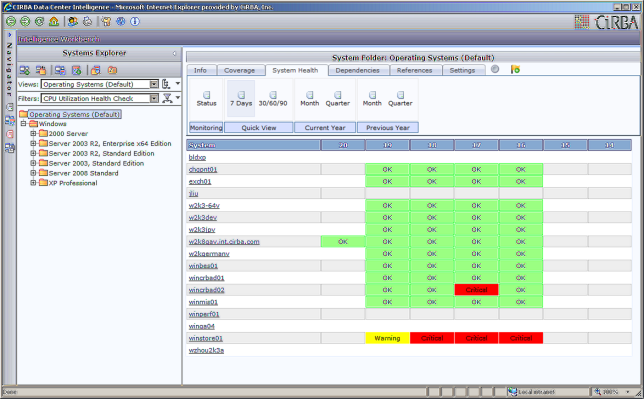 CiRBA Data Center Intelligence - Microsoft Internet Explorer provided by CiRBA, Inc.
CiRBA
Intelligence Workbench
Navigator
Systems Explorer
Views: Operating Systems (Default)
Filters: CPU Utilization Health Check
Operating Systems (Default)
Windows
2000 Server
Server 2003 R2, Enterprise x64 Edition
Server 2003 R2, Standard Edition
Server 2003, Standard Edition
Server 2008 Standard
XP Professional
System Folder: Operating Systems (Default)
Info Coverage System Health Dependencies References Settings
Status 7 Days 30/60/90 Month Quarter Month Quarter
Monitoring Quick View Current Year Previous Year
System 20 19 18 17 16 15 14
bldxp
chppnt01 OK OK OK OK
exch01 OK OK OK OK
jliu
w2k3-64v OK OK OK OK
w2k3dev OK OK OK OK
w2k3jpv OK OK OK OK
w2k8qav.int.cirba.com OK OK OK OK OK
w2kgermany OK OK OK OK
winbea01 OK OK OK OK
wincrbad01 OK OK OK OK
wincrbad02 OK OK Critical OK
winmia01 OK OK OK OK
winperf01
winqa04
winstore01 Warning Critical Critical Critical
wzhou2k3a
Done Local intranet 100%